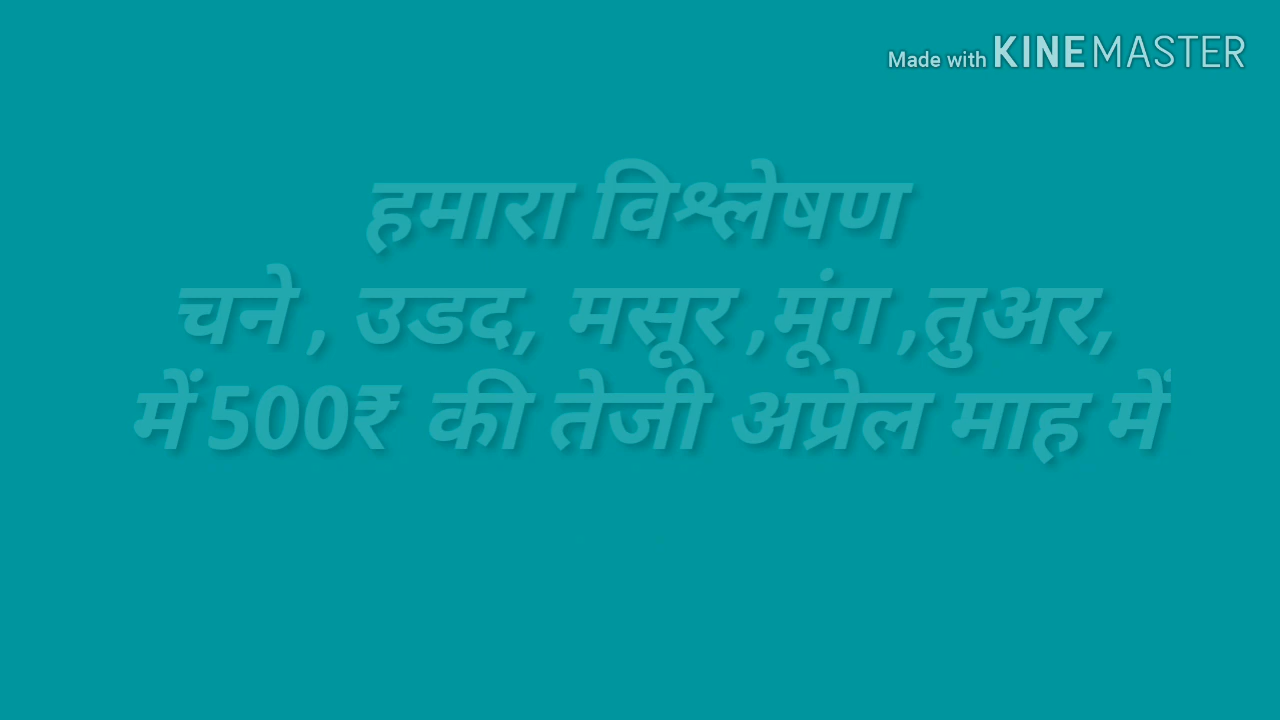 Made with KINEMASTER
हमारा विश्लेषण
चने , उडद, मसूर ,मूंग ,तुअर,
में 500₹ की तेजी अप्रेल माह में